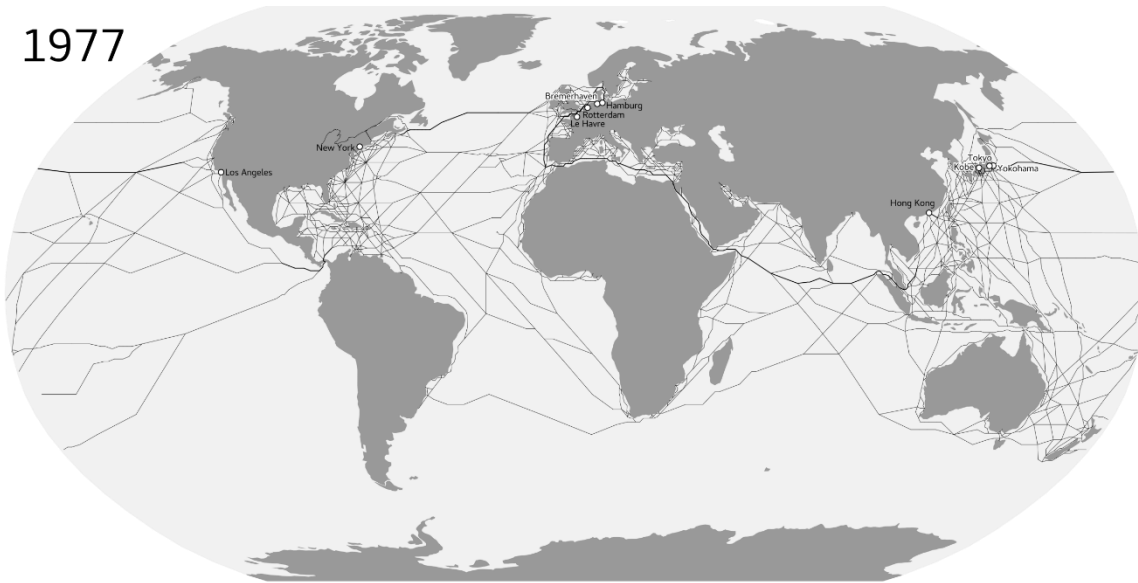 1977
Bremerhaven
Hamburg
Rotterdam
Le Havre
New York
Los Angeles
Tokyo
Kobe
Yokohama
Hong Kong